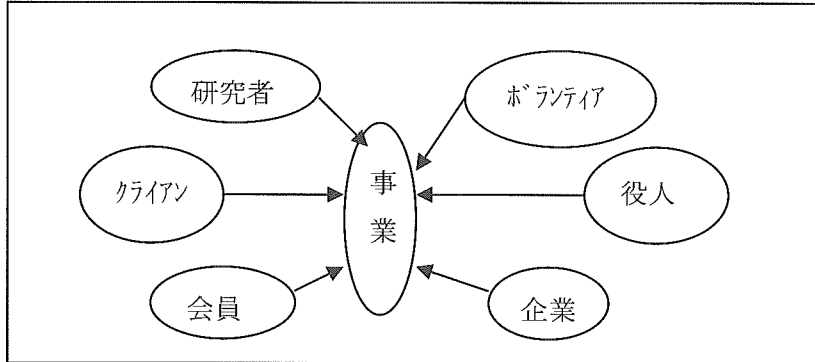 研究者
ﾎﾞﾗﾝﾃｨｱ
ｸﾗｲｱﾝ
事業
役人
会員
企業